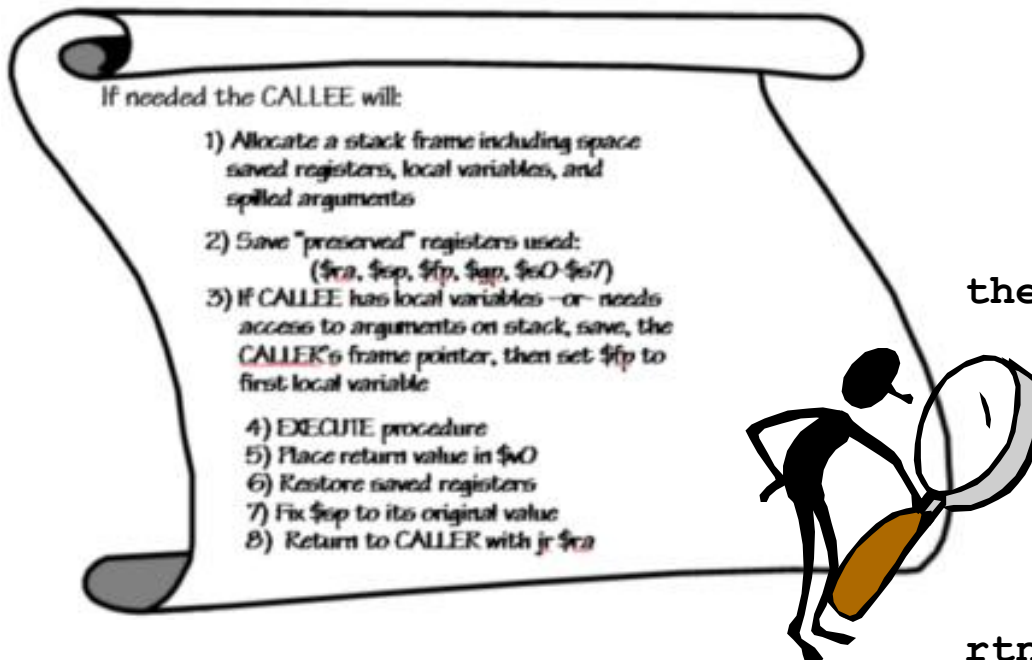 If needed the CALLEE will:
1) Allocate a stack frame including space
saved registers, local variables, and
spilled arguments
2) Save "preserved" registers used:
($ra, $sp, $fp, $gp, $s0-$s7)
3) If CALLEE has local variables -or- needs
access to arguments on stack, save, the
CALLER's frame pointer, then set $fp to
first local variable
4) EXECUTE procedure
5) Place return value in $v0
6) Restore saved registers
7) Fix $sp to its original value
8) Return to CALLER with jr $ra
the
rtn